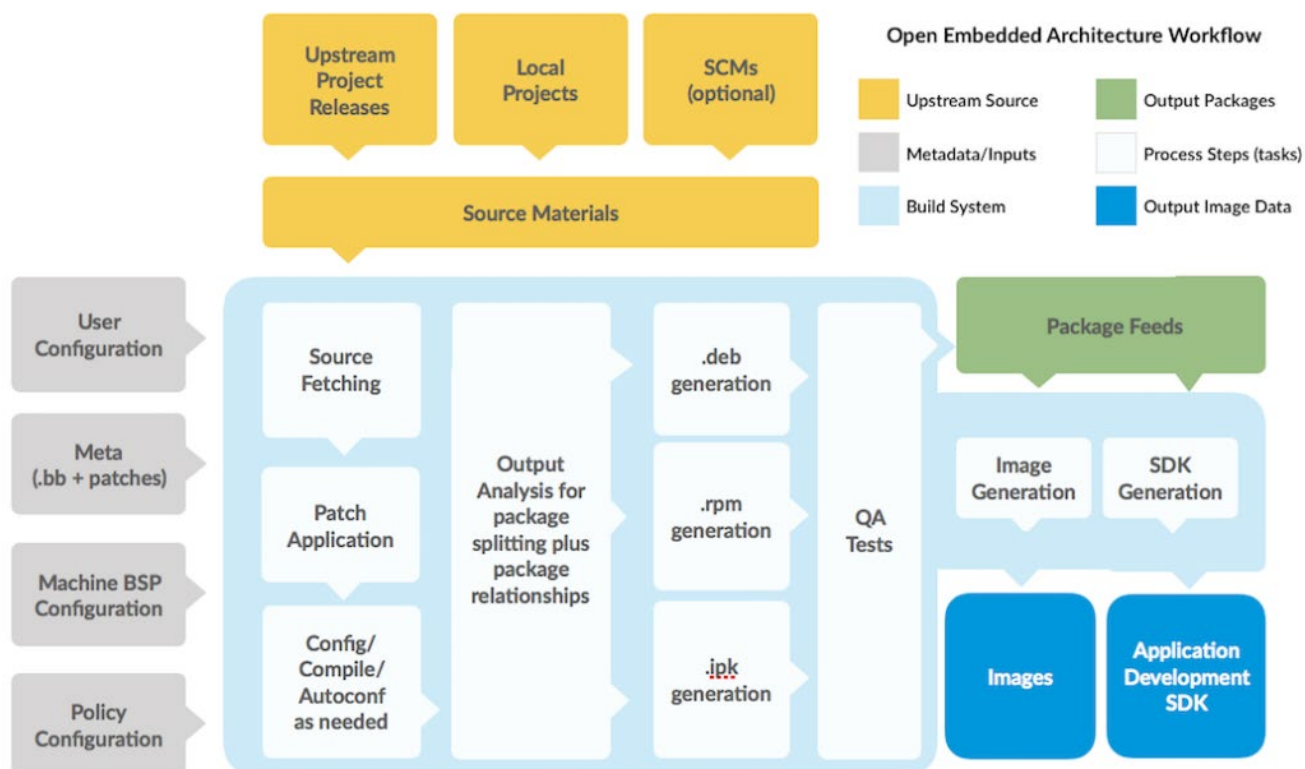 Upstream
Project
Releases
Local
Projects
SCMs
(optional)
Open Embedded Architecture Workflow
Upstream Source
Output Packages
Metadata/Inputs
Process Steps (tasks)
Build System
Output Image Data
Source Materials
User
Configuration
Meta
(.bb + patches)
Machine BSP
Configuration
Policy
Configuration
Source
Fetching
Patch
Application
Config/
Compile/
Autoconf
as needed
Output
Analysis for
package
splitting plus
package
relationships
.deb
generation
.rpm
generation
.ipk
generation
QA
Tests
Package Feeds
Image
Generation
SDK
Generation
Images
Application
Development
SDK